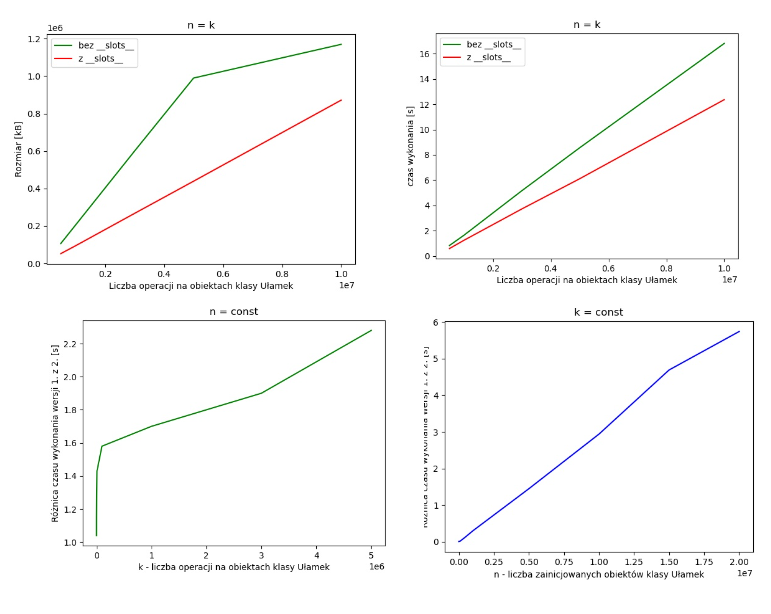 n = k
1e6
bez __slots__
z __slots__
1.2
1.0
0.8
0.6
0.4
0.2
0.0
Rozmiar [kB]
0.2 0.4 0.6 0.8 1.0
1e7
Liczba operacji na obiektach klasy Ułamek
n = k
bez __slots__
z __slots__
16
14
12
10
8
6
4
2
0
czas wykonania [s]
0.2 0.4 0.6 0.8 1.0
1e7
Liczba operacji na obiektach klasy Ułamek
n = const
2.2
2.0
1.8
1.6
1.4
1.2
1.0
Różnica czasu wykonania wersji 1. z 2. [s]
0 1 2 3 4 5
1e6
k - liczba operacji na obiektach klasy Ułamek
k = const
6
5
4
3
2
1
0
Różnica czasu wykonania wersji 1. z 2. [s]
0.00 0.25 0.50 0.75 1.00 1.25 1.50 1.75 2.00
1e7
n - liczba zainicjowanych obiektów klasy Ułamek